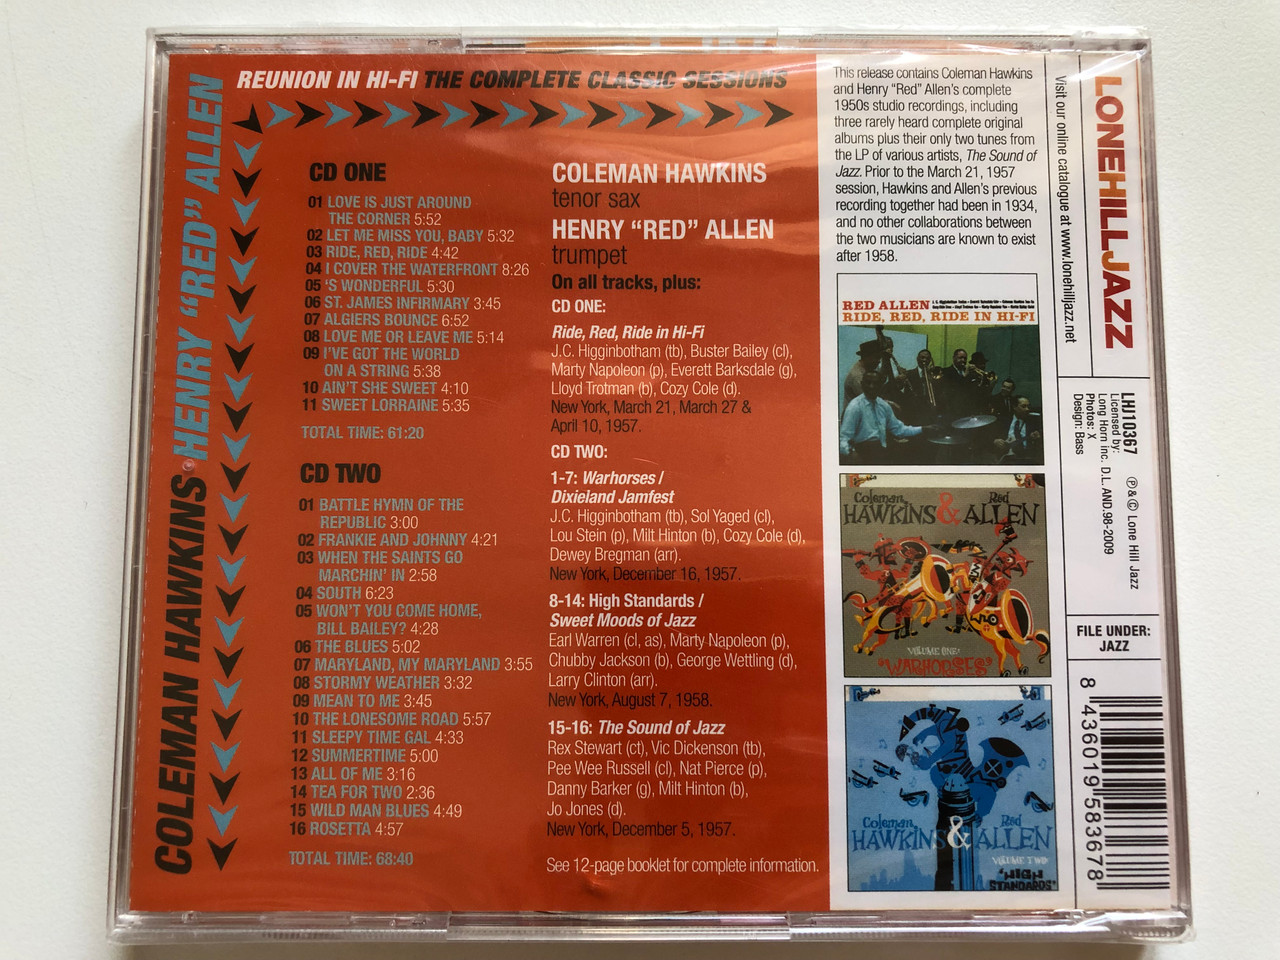 REUNION IN HI-FI THE COMPLETE CLASSIC SESSIONS
COLEMAN HAWKINS • HENRY “RED” ALLEN
CD ONE
01 LOVE IS JUST AROUND
THE CORNER 5:52
02 LET ME MISS YOU, BABY 5:32
03 RIDE, RED, RIDE 4:42
04 I COVER THE WATERFRONT 8:26
05 'S WONDERFUL 5:30
06 ST. JAMES INFIRMARY 3:45
07 ALGIERS BOUNCE 6:52
08 LOVE ME OR LEAVE ME 5:14
09 I'VE GOT THE WORLD
ON A STRING 5:38
10 AIN'T SHE SWEET 4:10
11 SWEET LORRAINE 5:35
TOTAL TIME: 61:20
CD TWO
01 BATTLE HYMN OF THE
REPUBLIC 3:00
02 FRANKIE AND JOHNNY 4:21
03 WHEN THE SAINTS GO
MARCHIN' IN 2:58
04 SOUTH 6:23
05 WON'T YOU COME HOME,
BILL BAILEY? 4:28
06 THE BLUES 5:02
07 MARYLAND, MY MARYLAND 3:55
08 STORMY WEATHER 3:32
09 MEAN TO ME 3:45
10 THE LONESOME ROAD 5:57
11 SLEEPY TIME GAL 4:33
12 SUMMERTIME 5:00
13 ALL OF ME 3:16
14 TEA FOR TWO 2:36
15 WILD MAN BLUES 4:49
16 ROSETTA 4:57
TOTAL TIME: 68:40
COLEMAN HAWKINS
tenor sax
HENRY “RED” ALLEN
trumpet
On all tracks, plus:
CD ONE:
Ride, Red, Ride in Hi-Fi
J.C. Higginbotham (tb), Buster Bailey (cl),
Marty Napoleon (p), Everett Barksdale (g),
Lloyd Trotman (b), Cozy Cole (d).
New York, March 21, March 27 &
April 10, 1957.
CD TWO:
1-7: Warhorses /
Dixieland Jamfest
J.C. Higginbotham (tb), Sol Yaged (cl),
Lou Stein (p), Milt Hinton (b), Cozy Cole (d),
Dewey Bregman (arr).
New York, December 16, 1957.
8-14: High Standards /
Sweet Moods of Jazz
Earl Warren (cl, as), Marty Napoleon (p),
Chubby Jackson (b), George Wettling (d),
Larry Clinton (arr).
New York, August 7, 1958.
15-16: The Sound of Jazz
Rex Stewart (ct), Vic Dickenson (tb),
Pee Wee Russell (cl), Nat Pierce (p),
Danny Barker (g), Milt Hinton (b),
Jo Jones (d).
New York, December 5, 1957.
See 12-page booklet for complete information.
This release contains Coleman Hawkins
and Henry “Red” Allen's complete
1950s studio recordings, including
three rarely heard complete original
albums plus their only two tunes from
the LP of various artists, The Sound of
Jazz. Prior to the March 21, 1957
session, Hawkins and Allen's previous
recording together had been in 1934,
and no other collaborations between
the two musicians are known to exist
after 1958.
RED ALLEN
RIDE, RED, RIDE IN HI-FI
Coleman Red
HAWKINS & ALLEN
VOLUME ONE:
"WARHORSES"
Coleman Red
HAWKINS & ALLEN
VOLUME TWO:
"HIGH
STANDARDS"
LONEHILLJAZZ
Visit our online catalogue at www.lonehilljazz.net
LHJ10367 ℗ & © Lone Hill Jazz
Licensed by:
Long Horn inc. D.L. AND.98-2009
Photos: X
Design: Bass
FILE UNDER:
JAZZ
8 436019 583678